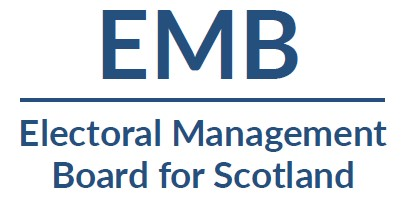 EMB
Electoral Management
Board for Scotland